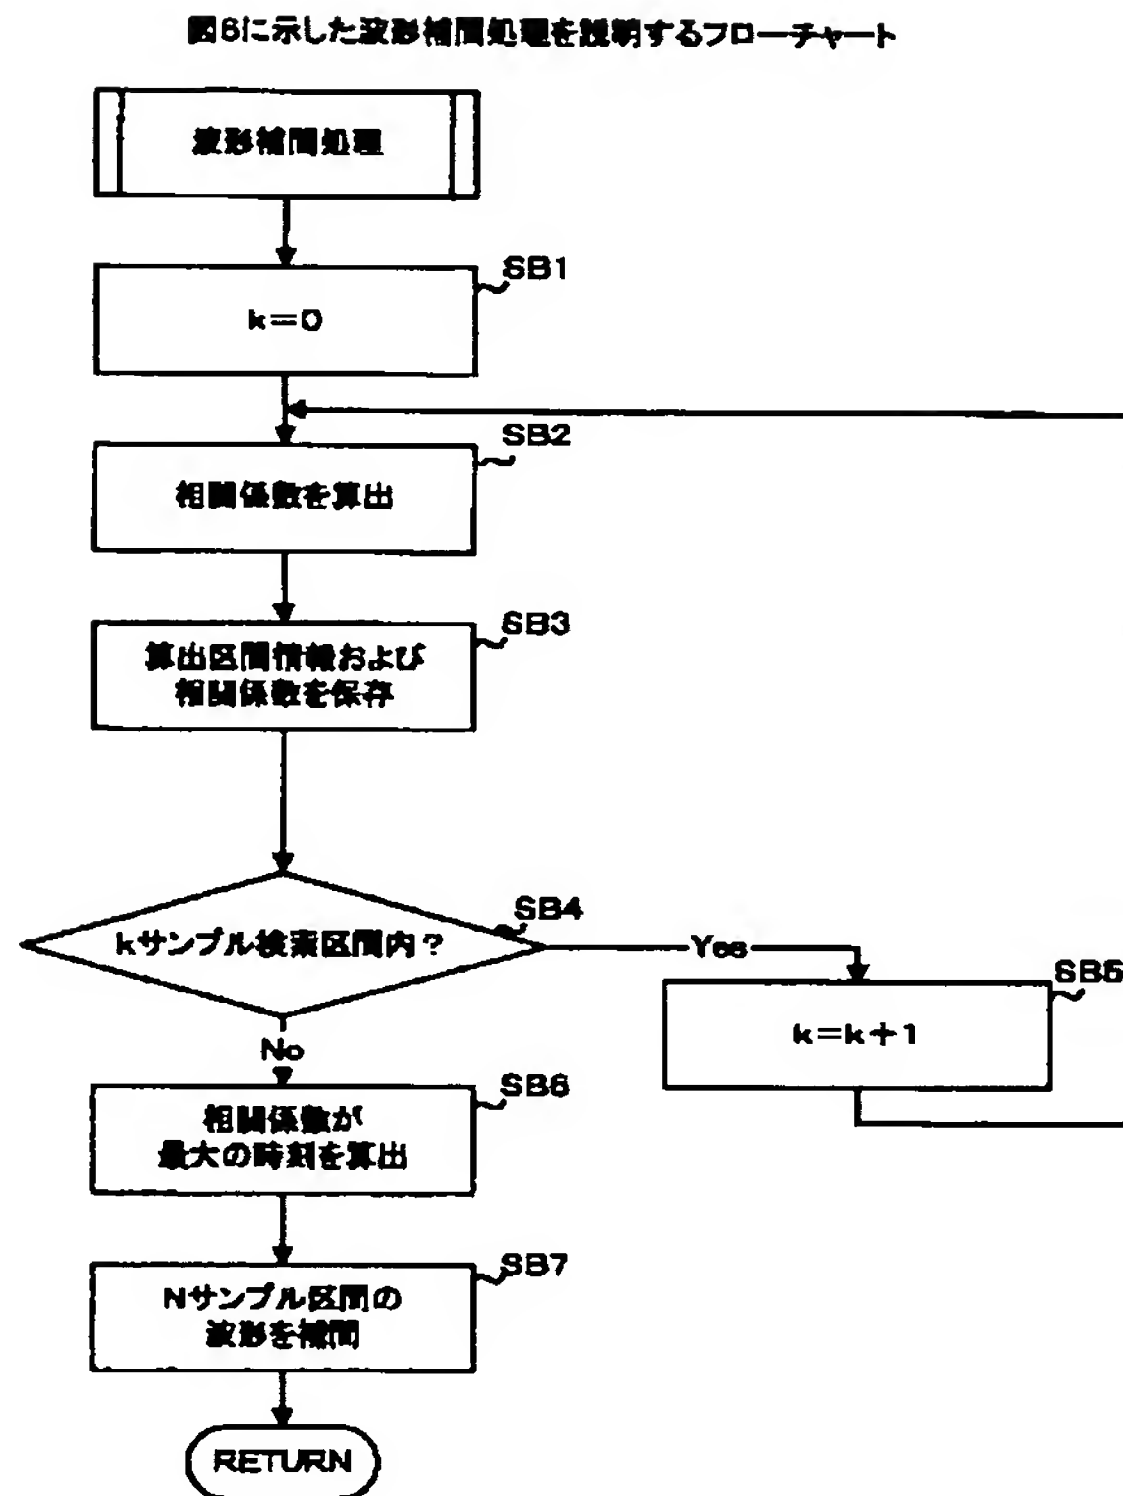 図6に示した波形補間処理を説明するフローチャート
波形補間処理
SB1
k=0
SB2
相関係数を算出
SB3
算出区間情報および
相関係数を保存
SB4
kサンプル検索区間内?
Yes
SB5
k=k+1
No
SB6
相関係数が
最大の時刻を算出
SB7
Nサンプル区間の
波形を補間
RETURN